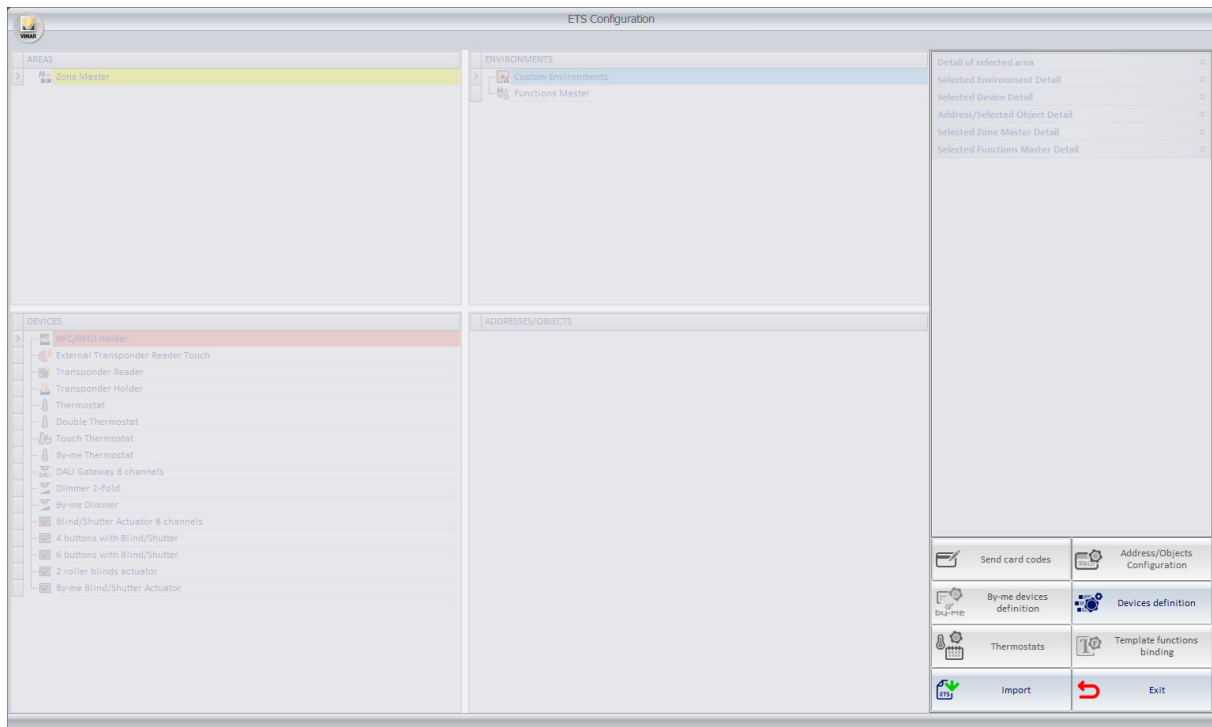 ETS Configuration
VIMAR
AREAS
Zone Master
ENVIRONMENTS
Custom Environments
Functions Master
DEVICES
NFC/RFID Holder
External Transponder Reader Touch
Transponder Reader
Transponder Holder
Thermostat
Double Thermostat
Touch Thermostat
By-me Thermostat
DALI Gateway 8 channels
Dimmer 2-Fold
By-me Dimmer
Blind/Shutter Actuator 8 channels
4 buttons with Blind/Shutter
6 buttons with Blind/Shutter
2 roller blinds actuator
By-me Blind/Shutter Actuator
ADDRESSES/OBJECTS
Detail of selected area
Selected Environment Detail
Selected Device Detail
Address/Selected Object Detail
Selected Zone Master Detail
Selected Functions Master Detail
Send card codes
Address/Objects
Configuration
by-me
By-me devices
definition
Devices definition
Thermostats
Template functions
binding
ETS
Import
Exit